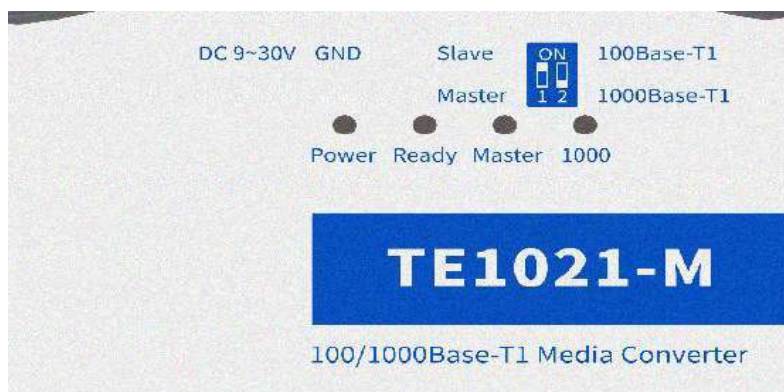 DC 9~30V GND Slave ON 100Base-T1
Master 1 2 1000Base-T1
Power Ready Master 1000
TE1021-M
100/1000Base-T1 Media Converter